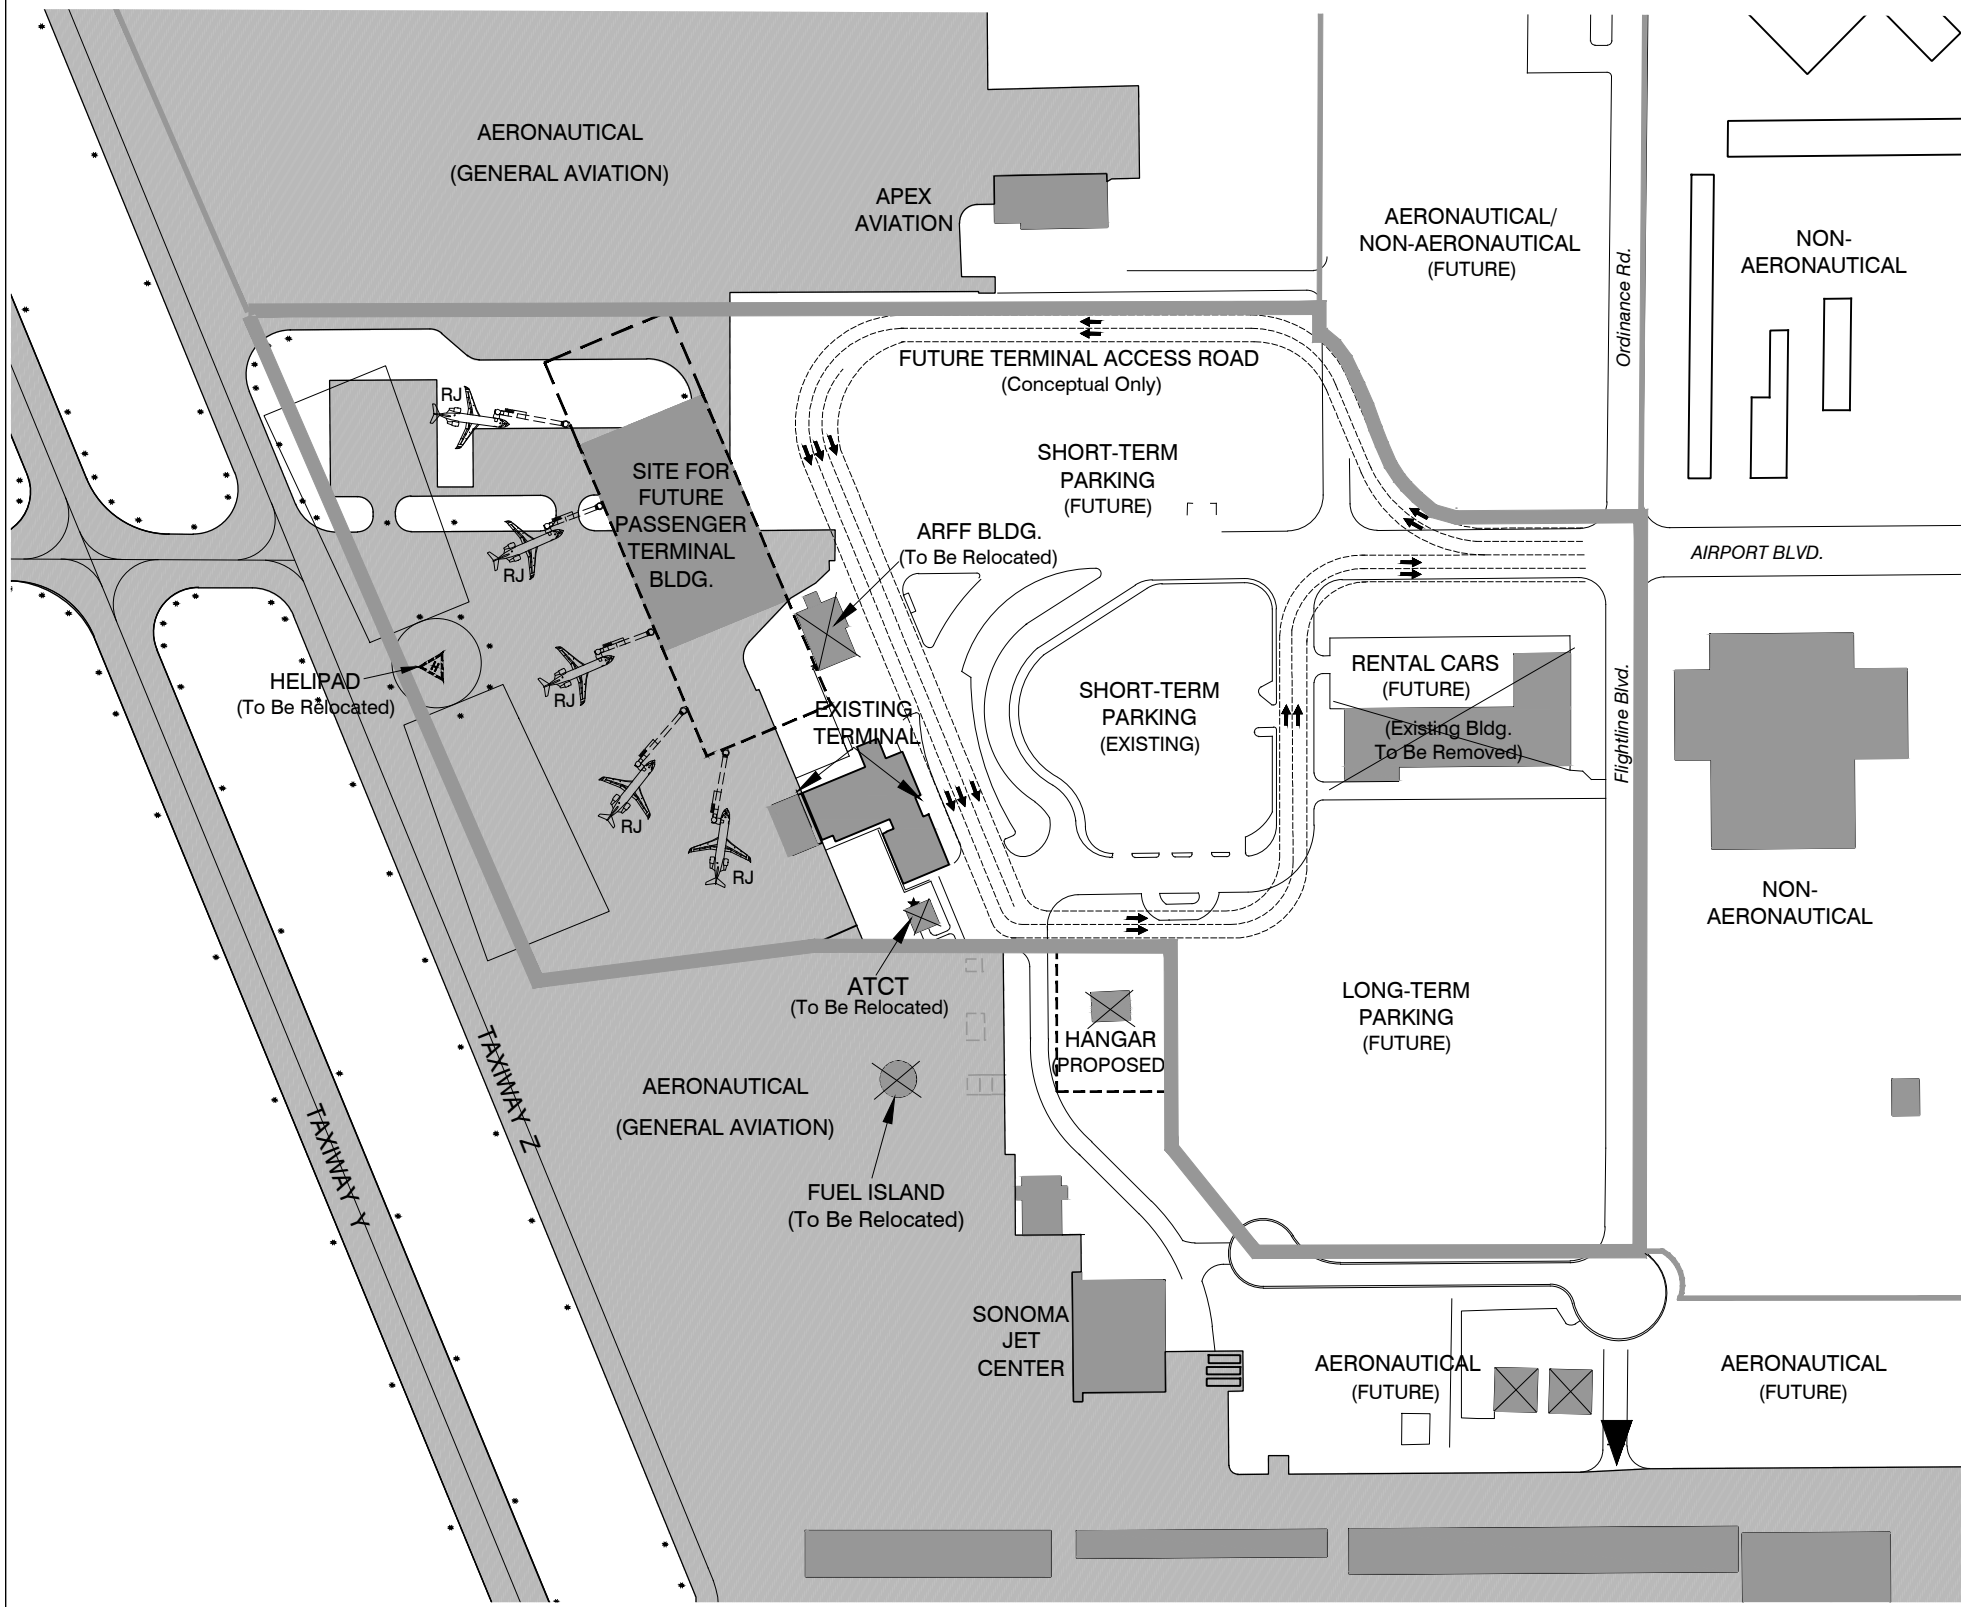 AERONAUTICAL
(GENERAL AVIATION)
APEX
AVIATION
AERONAUTICAL/
NON-AERONAUTICAL
(FUTURE)
Ordinance Rd.
NON-
AERONAUTICAL
FUTURE TERMINAL ACCESS ROAD
(Conceptual Only)
RJ
SITE FOR
FUTURE
PASSENGER
TERMINAL
BLDG.
SHORT-TERM
PARKING
(FUTURE)
ARFF BLDG.
(To Be Relocated)
AIRPORT BLVD.
RJ
HELIPAD
(To Be Relocated)
H
RJ
EXISTING
TERMINAL
SHORT-TERM
PARKING
(EXISTING)
RENTAL CARS
(FUTURE)
(Existing Bldg.
To Be Removed)
Flightline Blvd.
RJ
RJ
NON-
AERONAUTICAL
ATCT
(To Be Relocated)
HANGAR
(PROPOSED)
LONG-TERM
PARKING
(FUTURE)
TAXIWAY Z
TAXIWAY Y
AERONAUTICAL
(GENERAL AVIATION)
FUEL ISLAND
(To Be Relocated)
SONOMA
JET
CENTER
AERONAUTICAL
(FUTURE)
AERONAUTICAL
(FUTURE)